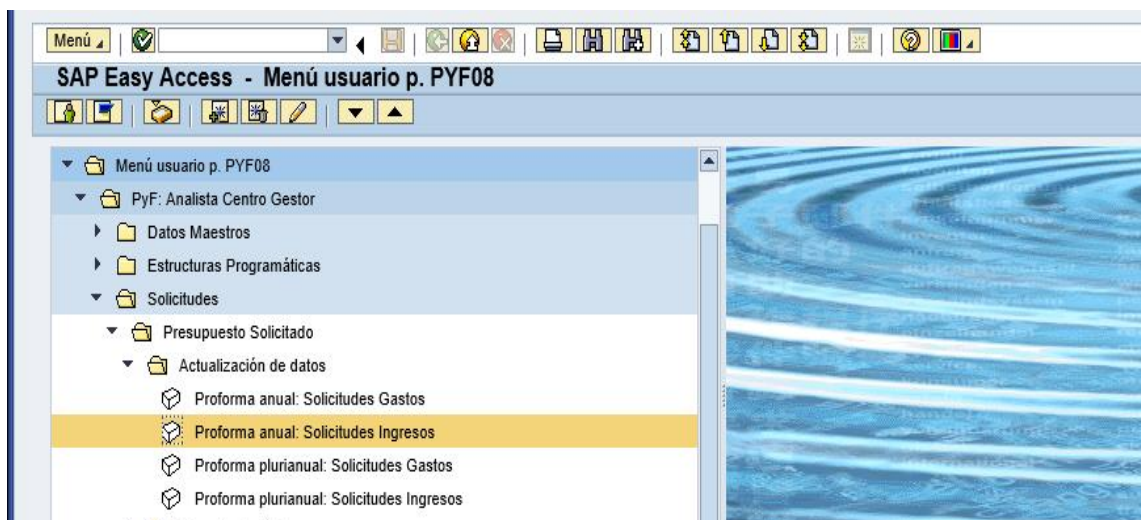 Menú
SAP Easy Access - Menú usuario p. PYF08
Menú usuario p. PYF08
PyF: Analista Centro Gestor
Datos Maestros
Estructuras Programáticas
Solicitudes
Presupuesto Solicitado
Actualización de datos
Proforma anual: Solicitudes Gastos
Proforma anual: Solicitudes Ingresos
Proforma plurianual: Solicitudes Gastos
Proforma plurianual: Solicitudes Ingresos